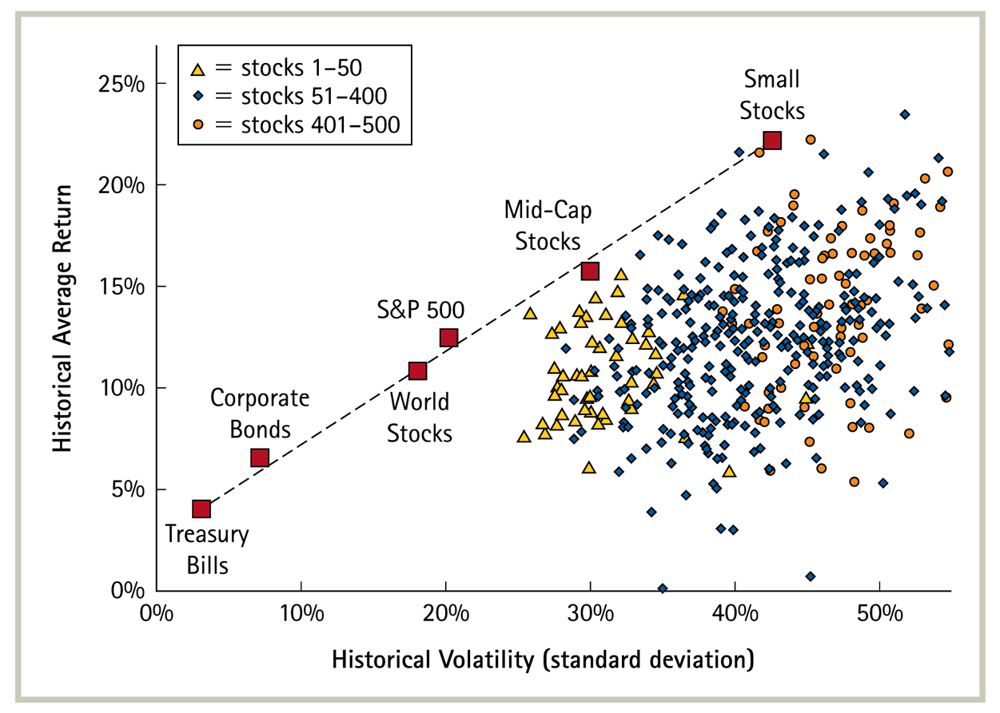 = stocks 1–50
= stocks 51–400
= stocks 401–500
Small
Stocks
Mid-Cap
Stocks
S&P 500
World
Stocks
Corporate
Bonds
Treasury
Bills
Historical Average Return
25%
20%
15%
10%
5%
0%
0%
10%
20%
30%
40%
50%
Historical Volatility (standard deviation)